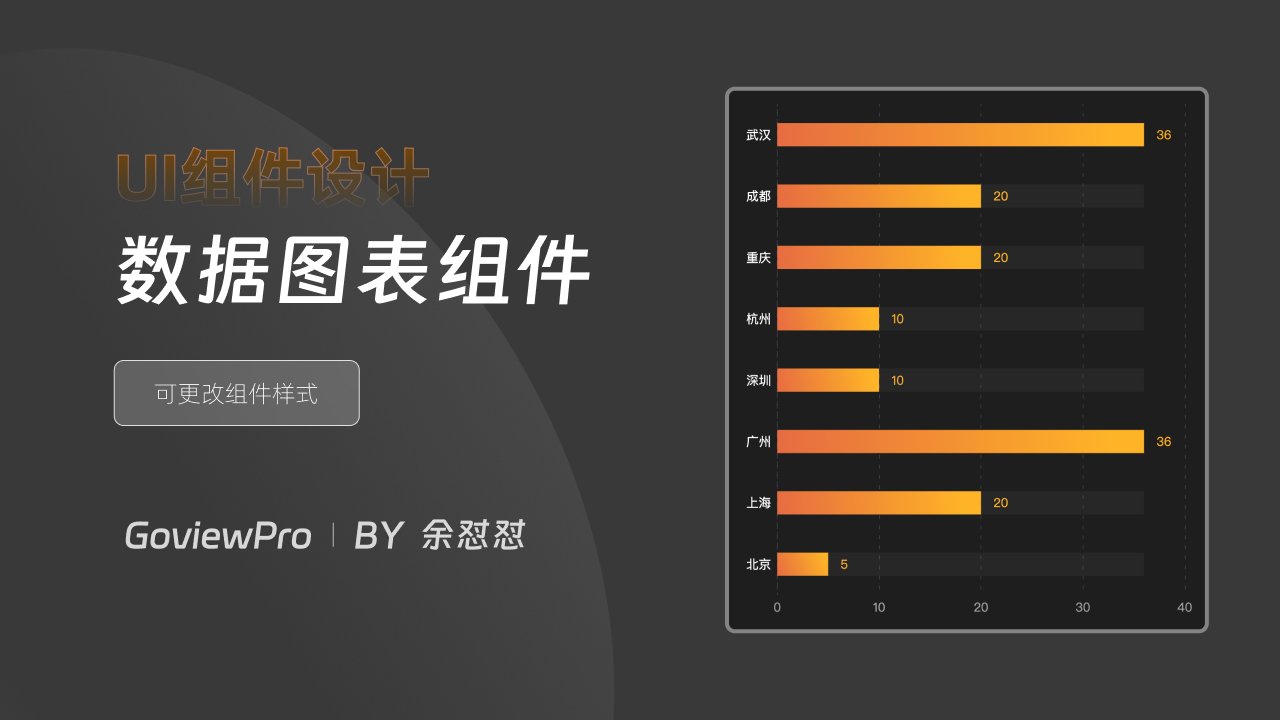 UI组件设计
数据图表组件
可更改组件样式
GoviewPro | BY 余怼怼
武汉 36
成都 20
重庆 20
杭州 10
深圳 10
广州 36
上海 20
北京 5
0 10 20 30 40